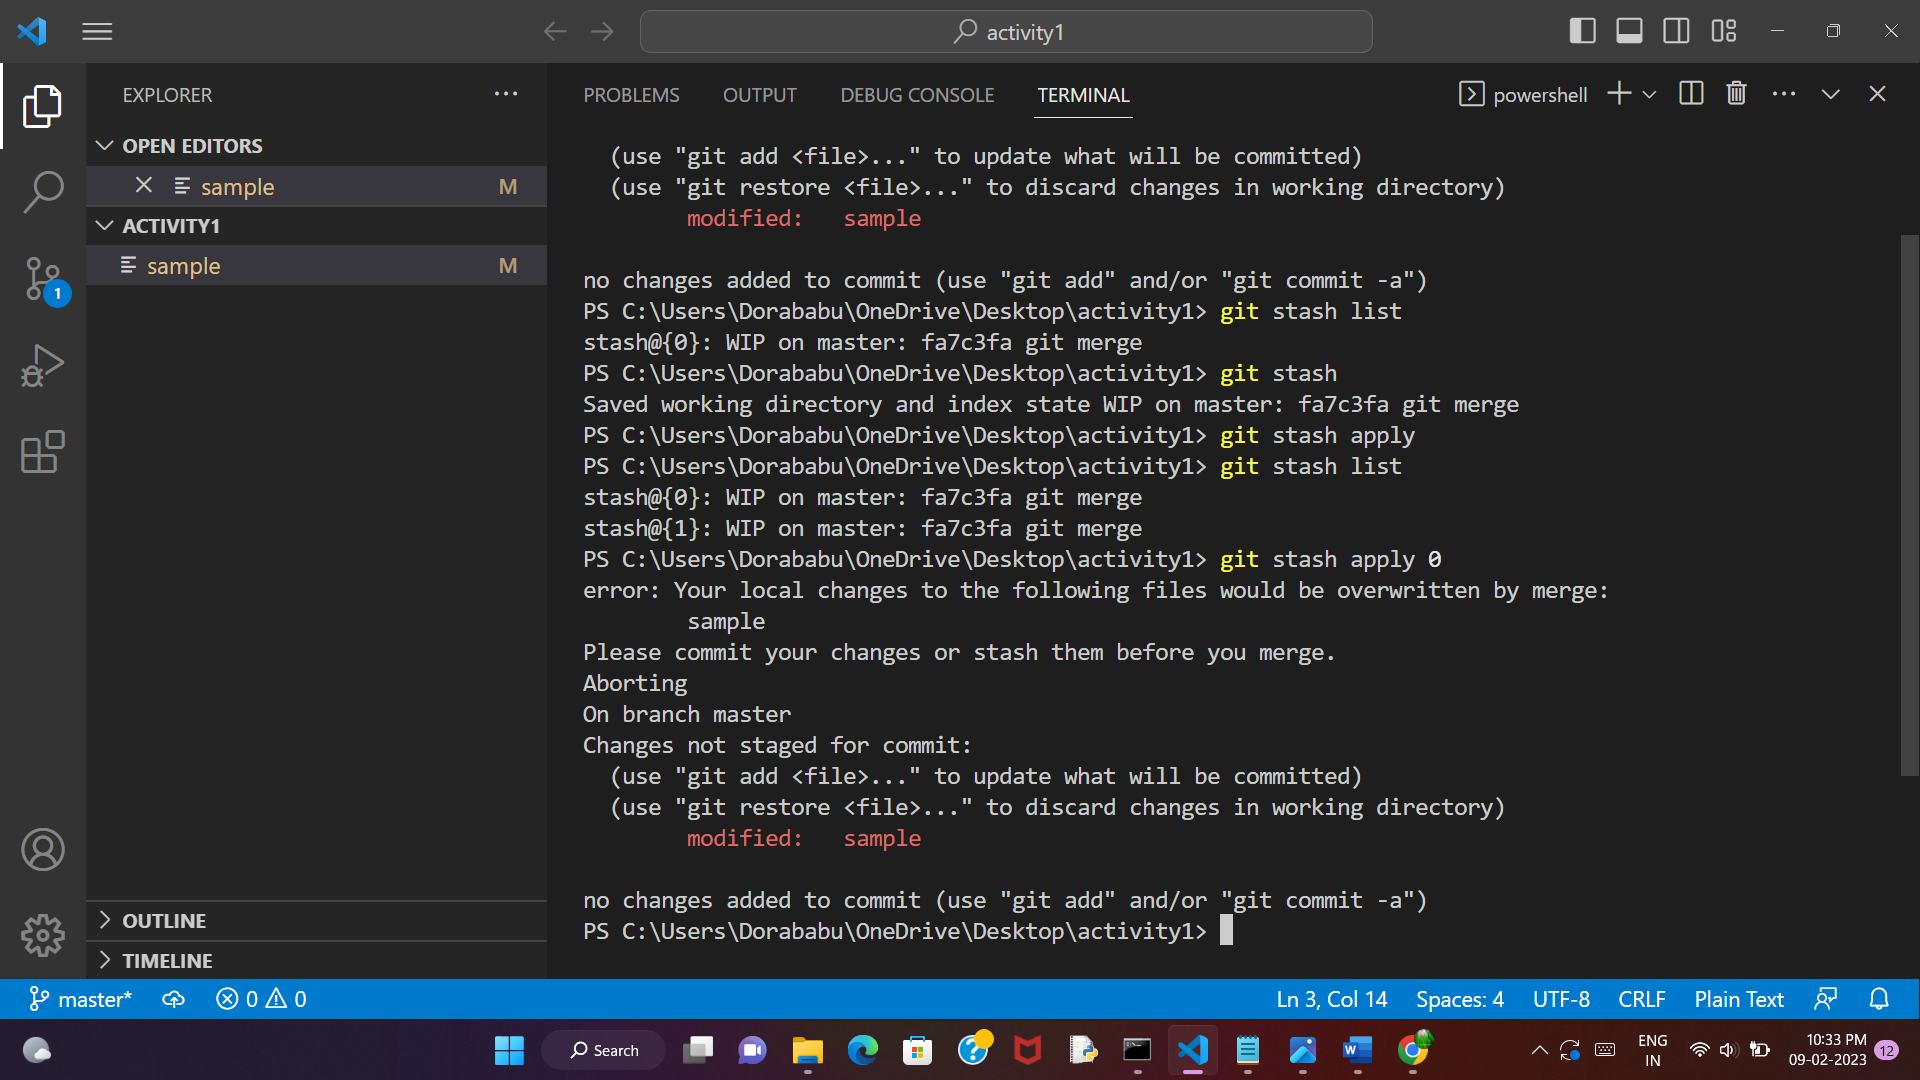 activity1
EXPLORER
OPEN EDITORS
sample M
ACTIVITY1
sample M
1
OUTLINE
TIMELINE
PROBLEMS OUTPUT DEBUG CONSOLE TERMINAL
powershell
(use "git add <file>..." to update what will be committed)
(use "git restore <file>..." to discard changes in working directory)
modified: sample
no changes added to commit (use "git add" and/or "git commit -a")
PS C:\Users\Dorababu\OneDrive\Desktop\activity1> git stash list
stash@{0}: WIP on master: fa7c3fa git merge
PS C:\Users\Dorababu\OneDrive\Desktop\activity1> git stash
Saved working directory and index state WIP on master: fa7c3fa git merge
PS C:\Users\Dorababu\OneDrive\Desktop\activity1> git stash apply
PS C:\Users\Dorababu\OneDrive\Desktop\activity1> git stash list
stash@{0}: WIP on master: fa7c3fa git merge
stash@{1}: WIP on master: fa7c3fa git merge
PS C:\Users\Dorababu\OneDrive\Desktop\activity1> git stash apply 0
error: Your local changes to the following files would be overwritten by merge:
sample
Please commit your changes or stash them before you merge.
Aborting
On branch master
Changes not staged for commit:
(use "git add <file>..." to update what will be committed)
(use "git restore <file>..." to discard changes in working directory)
modified: sample
no changes added to commit (use "git add" and/or "git commit -a")
PS C:\Users\Dorababu\OneDrive\Desktop\activity1>
master* 0 0 Ln 3, Col 14 Spaces: 4 UTF-8 CRLF Plain Text
Search
ENG
IN
10:33 PM
09-02-2023
12